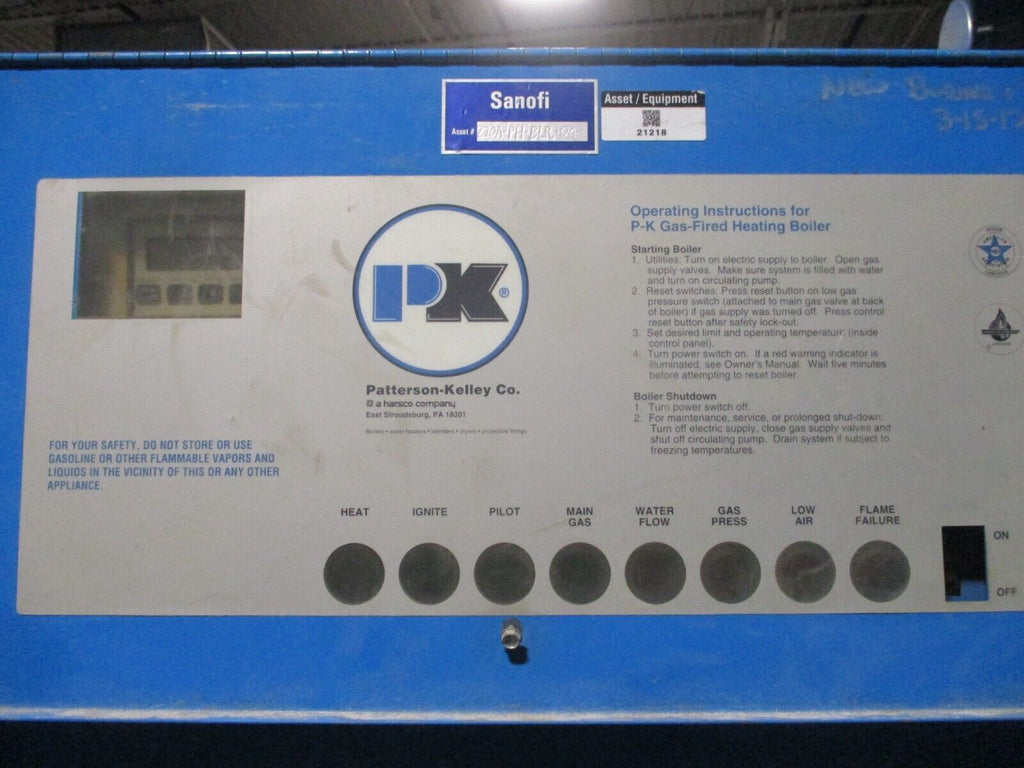 Sanofi
Asset #
Asset / Equipment
21218
New
PK®
Patterson-Kelley Co.
a harsco company
East Stroudsburg, PA 18301
Boilers • water heaters • blenders • dryers • protective linings
Operating Instructions for
P-K Gas-Fired Heating Boiler
Starting Boiler
1. Utilities: Turn on electric supply to boiler. Open gas
supply valves. Make sure system is filled with water
and turn on circulating pump.
2. Reset switches: Press reset button on low gas
pressure switch (attached to main gas valve at back
of boiler) if gas supply was turned off. Press control
reset button after safety lock-out.
3. Set desired limit and operating temperature (inside
control panel).
4. Turn power switch on. If a red warning indicator is
illuminated, see Owner's Manual. Wait five minutes
before attempting to reset boiler.
Boiler Shutdown
1. Turn power switch off.
2. For maintenance, service, or prolonged shut-down:
Turn off electric supply, close gas supply valves and
shut off circulating pump. Drain system if subject to
freezing temperatures.
FOR YOUR SAFETY, DO NOT STORE OR USE
GASOLINE OR OTHER FLAMMABLE VAPORS AND
LIQUIDS IN THE VICINITY OF THIS OR ANY OTHER
APPLIANCE.
HEAT
IGNITE
PILOT
MAIN
GAS
WATER
FLOW
GAS
PRESS
LOW
AIR
FLAME
FAILURE
ON
OFF